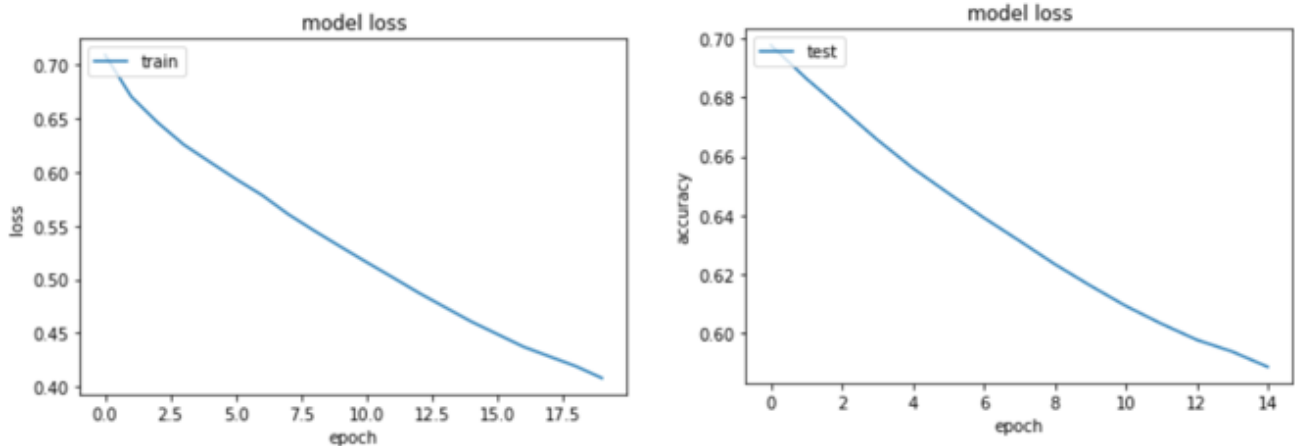 model loss
train
0.70
0.65
0.60
0.55
0.50
0.45
0.40
loss
0.0 2.5 5.0 7.5 10.0 12.5 15.0 17.5
epoch
model loss
test
0.70
0.68
0.66
0.64
0.62
0.60
accuracy
0 2 4 6 8 10 12 14
epoch